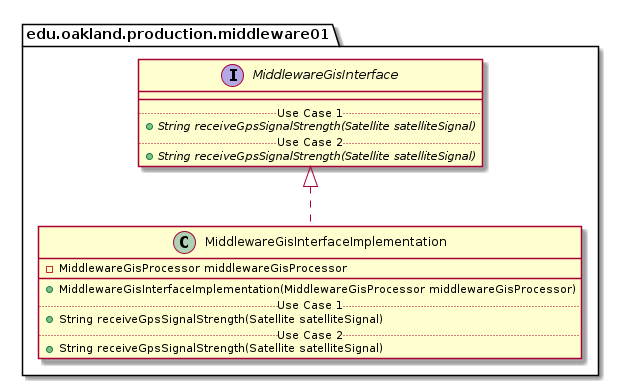 edu.oakland.production.middleware01
I MiddlewareGisInterface
Use Case 1
String receiveGpsSignalStrength(Satellite satelliteSignal)
Use Case 2
String receiveGpsSignalStrength(Satellite satelliteSignal)
C MiddlewareGisInterfaceImplementation
MiddlewareGisProcessor middlewareGisProcessor
MiddlewareGisInterfaceImplementation(MiddlewareGisProcessor middlewareGisProcessor)
Use Case 1
String receiveGpsSignalStrength(Satellite satelliteSignal)
Use Case 2
String receiveGpsSignalStrength(Satellite satelliteSignal)